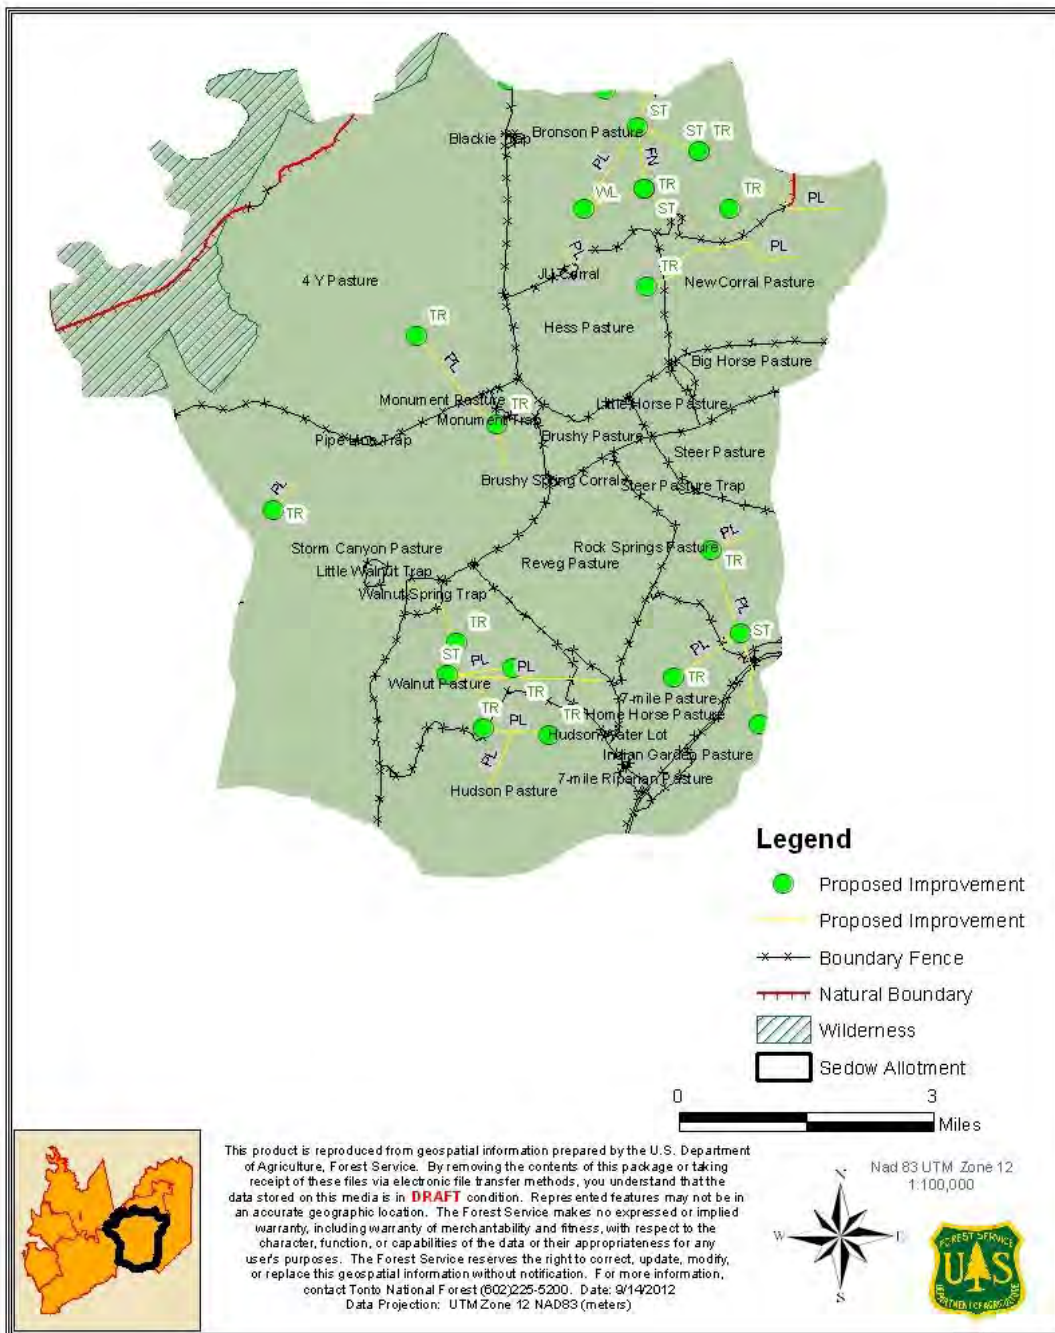 ST
Blackie Trap
Bronson Pasture
ST TR
PL
FN
WL
TR
TR
ST
PL
PL
PL
JU Corral
TR
4 Y Pasture
New Corral Pasture
TR
Hess Pasture
PL
Big Horse Pasture
Monument Pasture
TR
Little Horse Pasture
Monument Trap
Pipe Line Trap
Brushy Pasture
Steer Pasture
Brushy Spring Corral
Steer Pasture Trap
PL
TR
PL
Storm Canyon Pasture
Rock Springs Pasture
TR
Reveg Pasture
Little Walnut Trap
Walnut Spring Trap
PL
TR
ST
ST
PL
PL
PL
Walnut Pasture
TR
TR
7-mile Pasture
TR
TR
Home Horse Pasture
PL
Hudson Water Lot
PL
Indian Garden Pasture
7-mile Riparian Pasture
Hudson Pasture
Legend
Proposed Improvement
Proposed Improvement
Boundary Fence
Natural Boundary
Wilderness
Sedow Allotment
0 3
Miles
This product is reproduced from geospatial information prepared by the U.S. Department
of Agriculture, Forest Service. By removing the contents of this package or taking
receipt of these files via electronic file transfer methods, you understand that the
data stored on this media is in DRAFT condition. Represented features may not be in
an accurate geographic location. The Forest Service makes no expressed or implied
warranty, including warranty of merchantability and fitness, with respect to the
character, function, or capabilities of the data or their appropriateness for any
user's purposes. The Forest Service reserves the right to correct, update, modify,
or replace this geospatial information without notification. For more information,
contact Tonto National Forest (602)225-5200. Date: 9/14/2012
Data Projection: UTM Zone 12 NAD83 (meters)
N
W
E
S
Nad 83 UTM Zone 12
1:100,000
FOREST SERVICE
UAS
DEPARTMENT OF AGRICULTURE